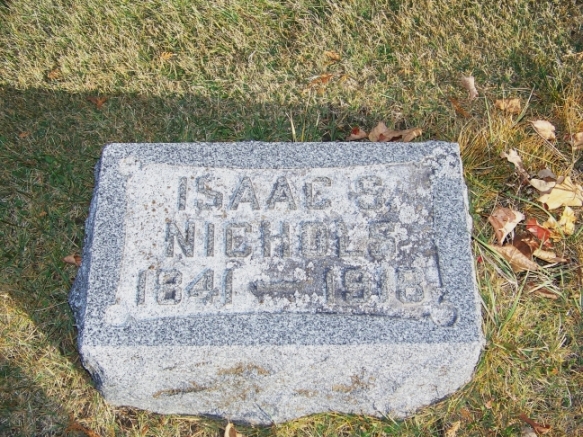 ISAAC S.
NICHOLS
1841 — 1918